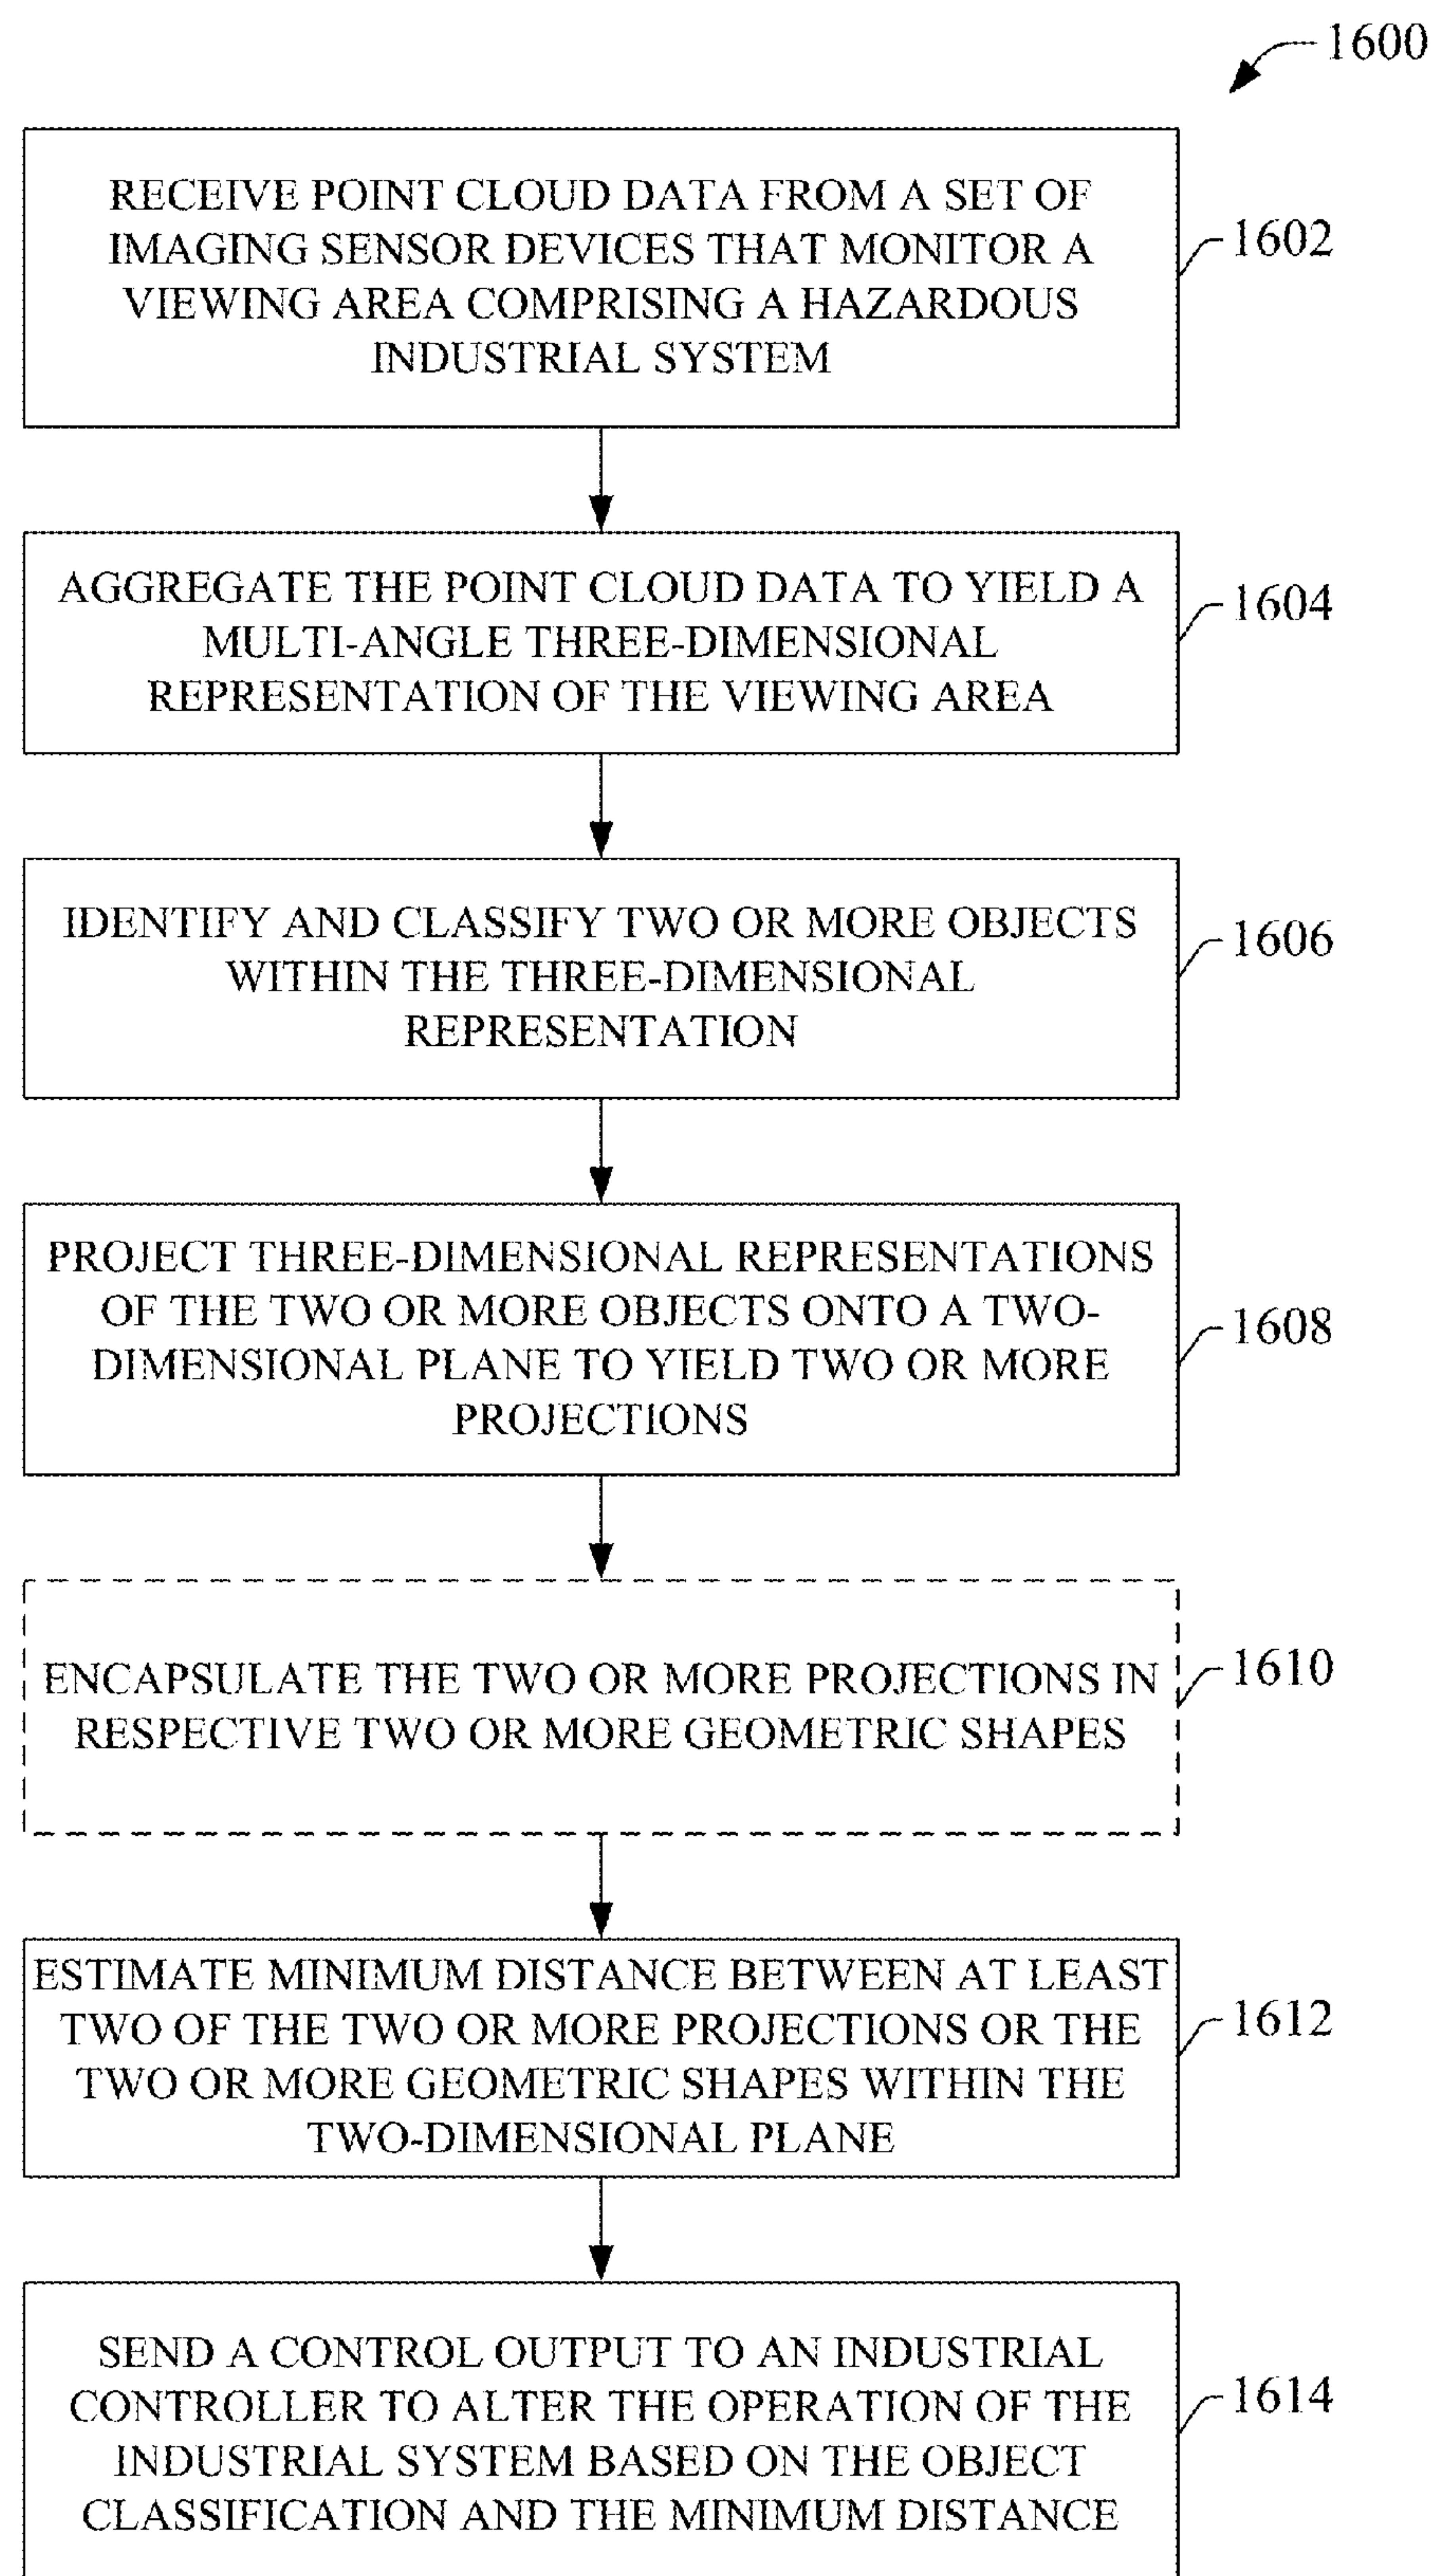 1600
RECEIVE POINT CLOUD DATA FROM A SET OF
IMAGING SENSOR DEVICES THAT MONITOR A
VIEWING AREA COMPRISING A HAZARDOUS
INDUSTRIAL SYSTEM
1602
AGGREGATE THE POINT CLOUD DATA TO YIELD A
MULTI-ANGLE THREE-DIMENSIONAL
REPRESENTATION OF THE VIEWING AREA
1604
IDENTIFY AND CLASSIFY TWO OR MORE OBJECTS
WITHIN THE THREE-DIMENSIONAL
REPRESENTATION
1606
PROJECT THREE-DIMENSIONAL REPRESENTATIONS
OF THE TWO OR MORE OBJECTS ONTO A TWO-
DIMENSIONAL PLANE TO YIELD TWO OR MORE
PROJECTIONS
1608
ENCAPSULATE THE TWO OR MORE PROJECTIONS IN
RESPECTIVE TWO OR MORE GEOMETRIC SHAPES
1610
ESTIMATE MINIMUM DISTANCE BETWEEN AT LEAST
TWO OF THE TWO OR MORE PROJECTIONS OR THE
TWO OR MORE GEOMETRIC SHAPES WITHIN THE
TWO-DIMENSIONAL PLANE
1612
SEND A CONTROL OUTPUT TO AN INDUSTRIAL
CONTROLLER TO ALTER THE OPERATION OF THE
INDUSTRIAL SYSTEM BASED ON THE OBJECT
CLASSIFICATION AND THE MINIMUM DISTANCE
1614